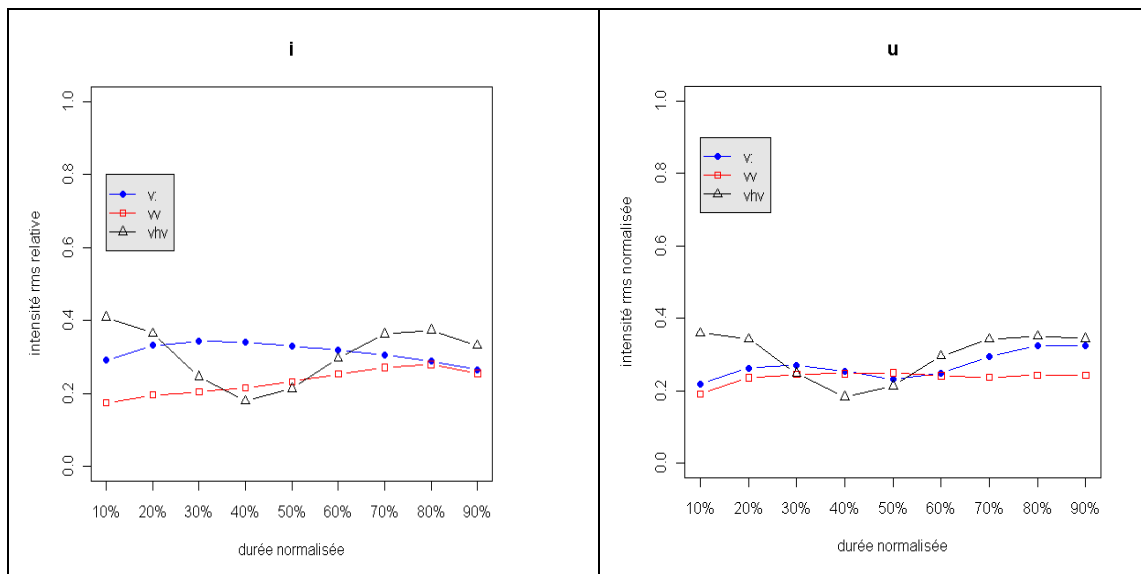 i
intensité rms relative
1.0
0.8
0.6
0.4
0.2
0.0
v:
vv
vhv
10% 20% 30% 40% 50% 60% 70% 80% 90%
durée normalisée
u
intensité rms normalisée
1.0
0.8
0.6
0.4
0.2
0.0
v:
vv
vhv
10% 20% 30% 40% 50% 60% 70% 80% 90%
durée normalisée